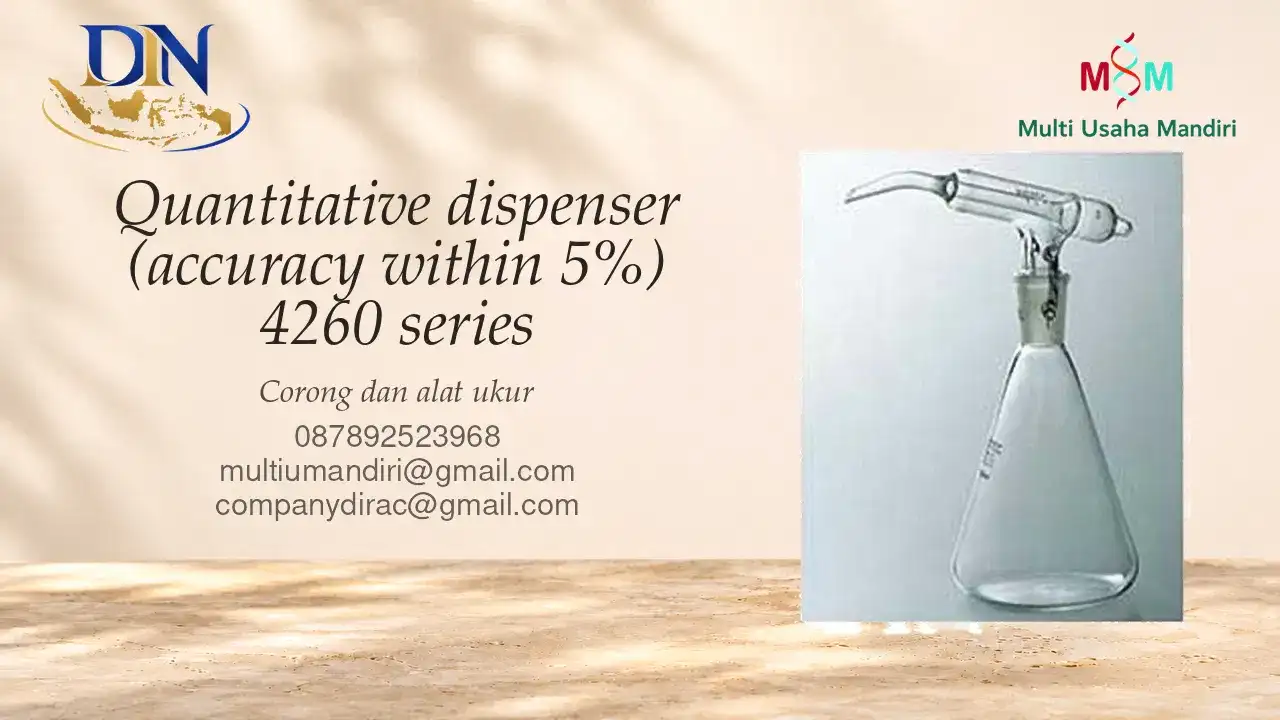 DIN
M M
Multi Usaha Mandiri
Quantitative dispenser
(accuracy within 5%)
4260 series
Corong dan alat ukur
087892523968
multiumandiri@gmail.com
companydirac@gmail.com